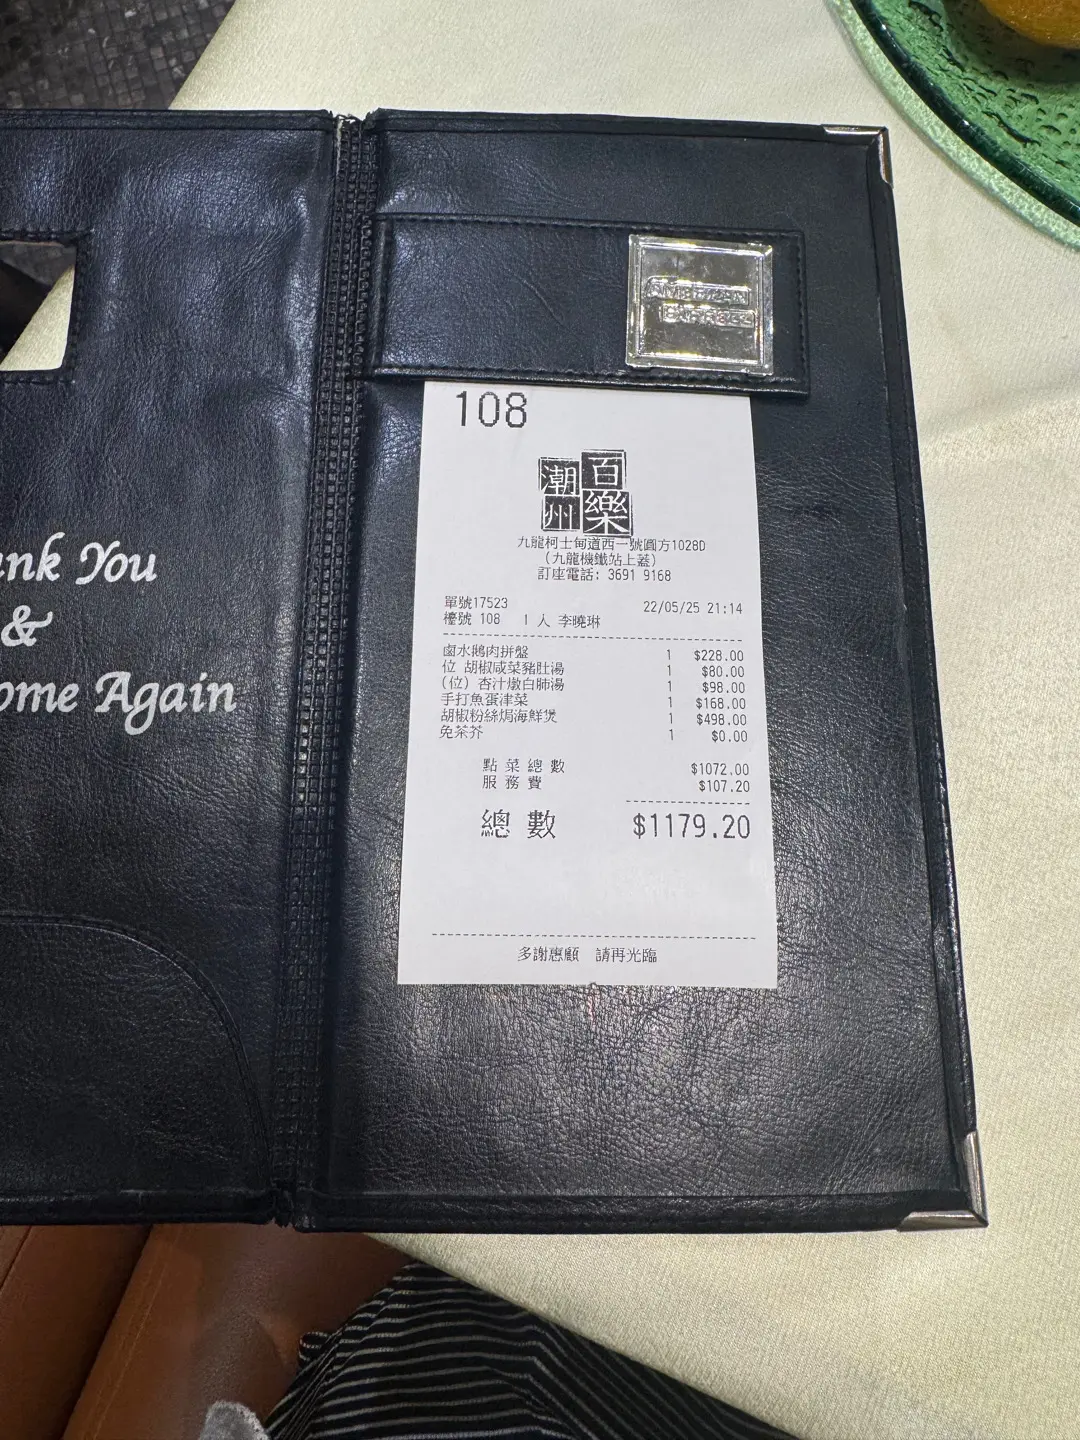 ank You
&
ome Again
AMERICAN
EXPRESS
108
百樂
潮州
九龍柯士甸道西一號圓方1028D
(九龍機鐵站上蓋)
訂座電話: 3691 9168
單號17523 22/05/25 21:14
檯號 108 1 人 李曉琳
鹵水鵝肉拼盤 1 $228.00
位 胡椒咸菜豬肚湯 1 $80.00
(位) 杏汁燉白肺湯 1 $98.00
手打魚蛋津菜 1 $168.00
胡椒粉絲焗海鮮煲 1 $498.00
免茶芥 1 $0.00
點菜總數 $1072.00
服務費 $107.20
總數 $1179.20
多謝惠顧 請再光臨